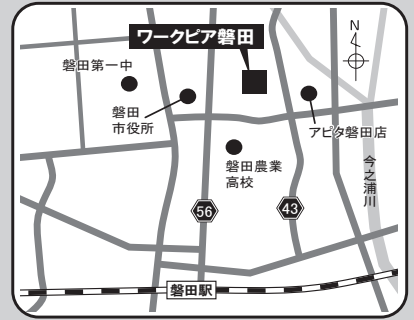 ワークピア磐田
N
磐田第一中
磐田
市役所
アピタ磐田店
磐田農業
高校
今之浦川
56
43
磐田駅